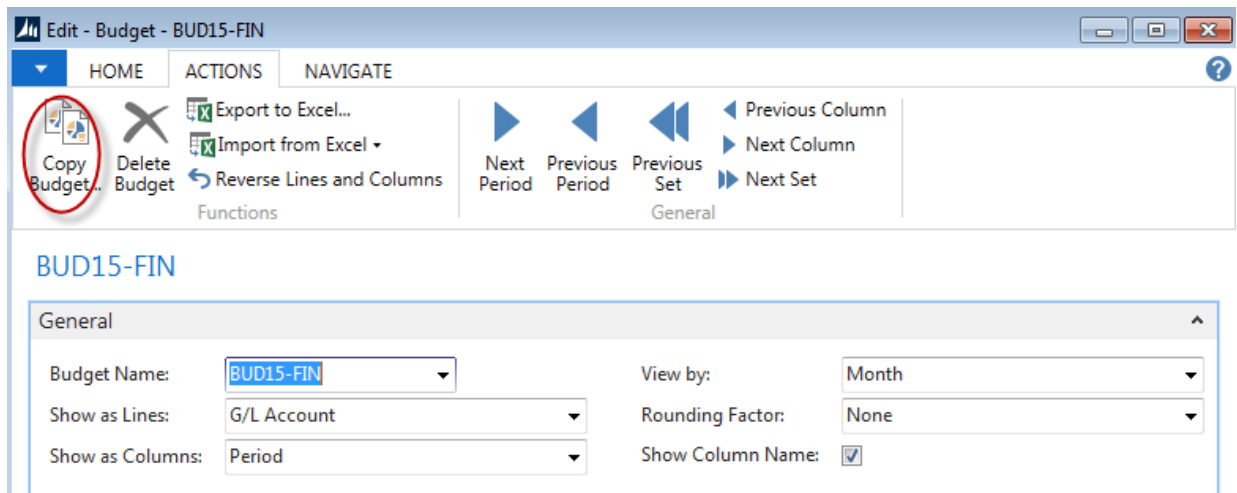 Edit - Budget - BUD15-FIN
HOME ACTIONS NAVIGATE
Copy Budget...
Delete Budget
Export to Excel...
Import from Excel
Reverse Lines and Columns
Functions
Next Period
Previous Period
Previous Set
Previous Column
Next Column
Next Set
General
BUD15-FIN
General
Budget Name: BUD15-FIN
View by: Month
Show as Lines: G/L Account
Rounding Factor: None
Show as Columns: Period
Show Column Name: